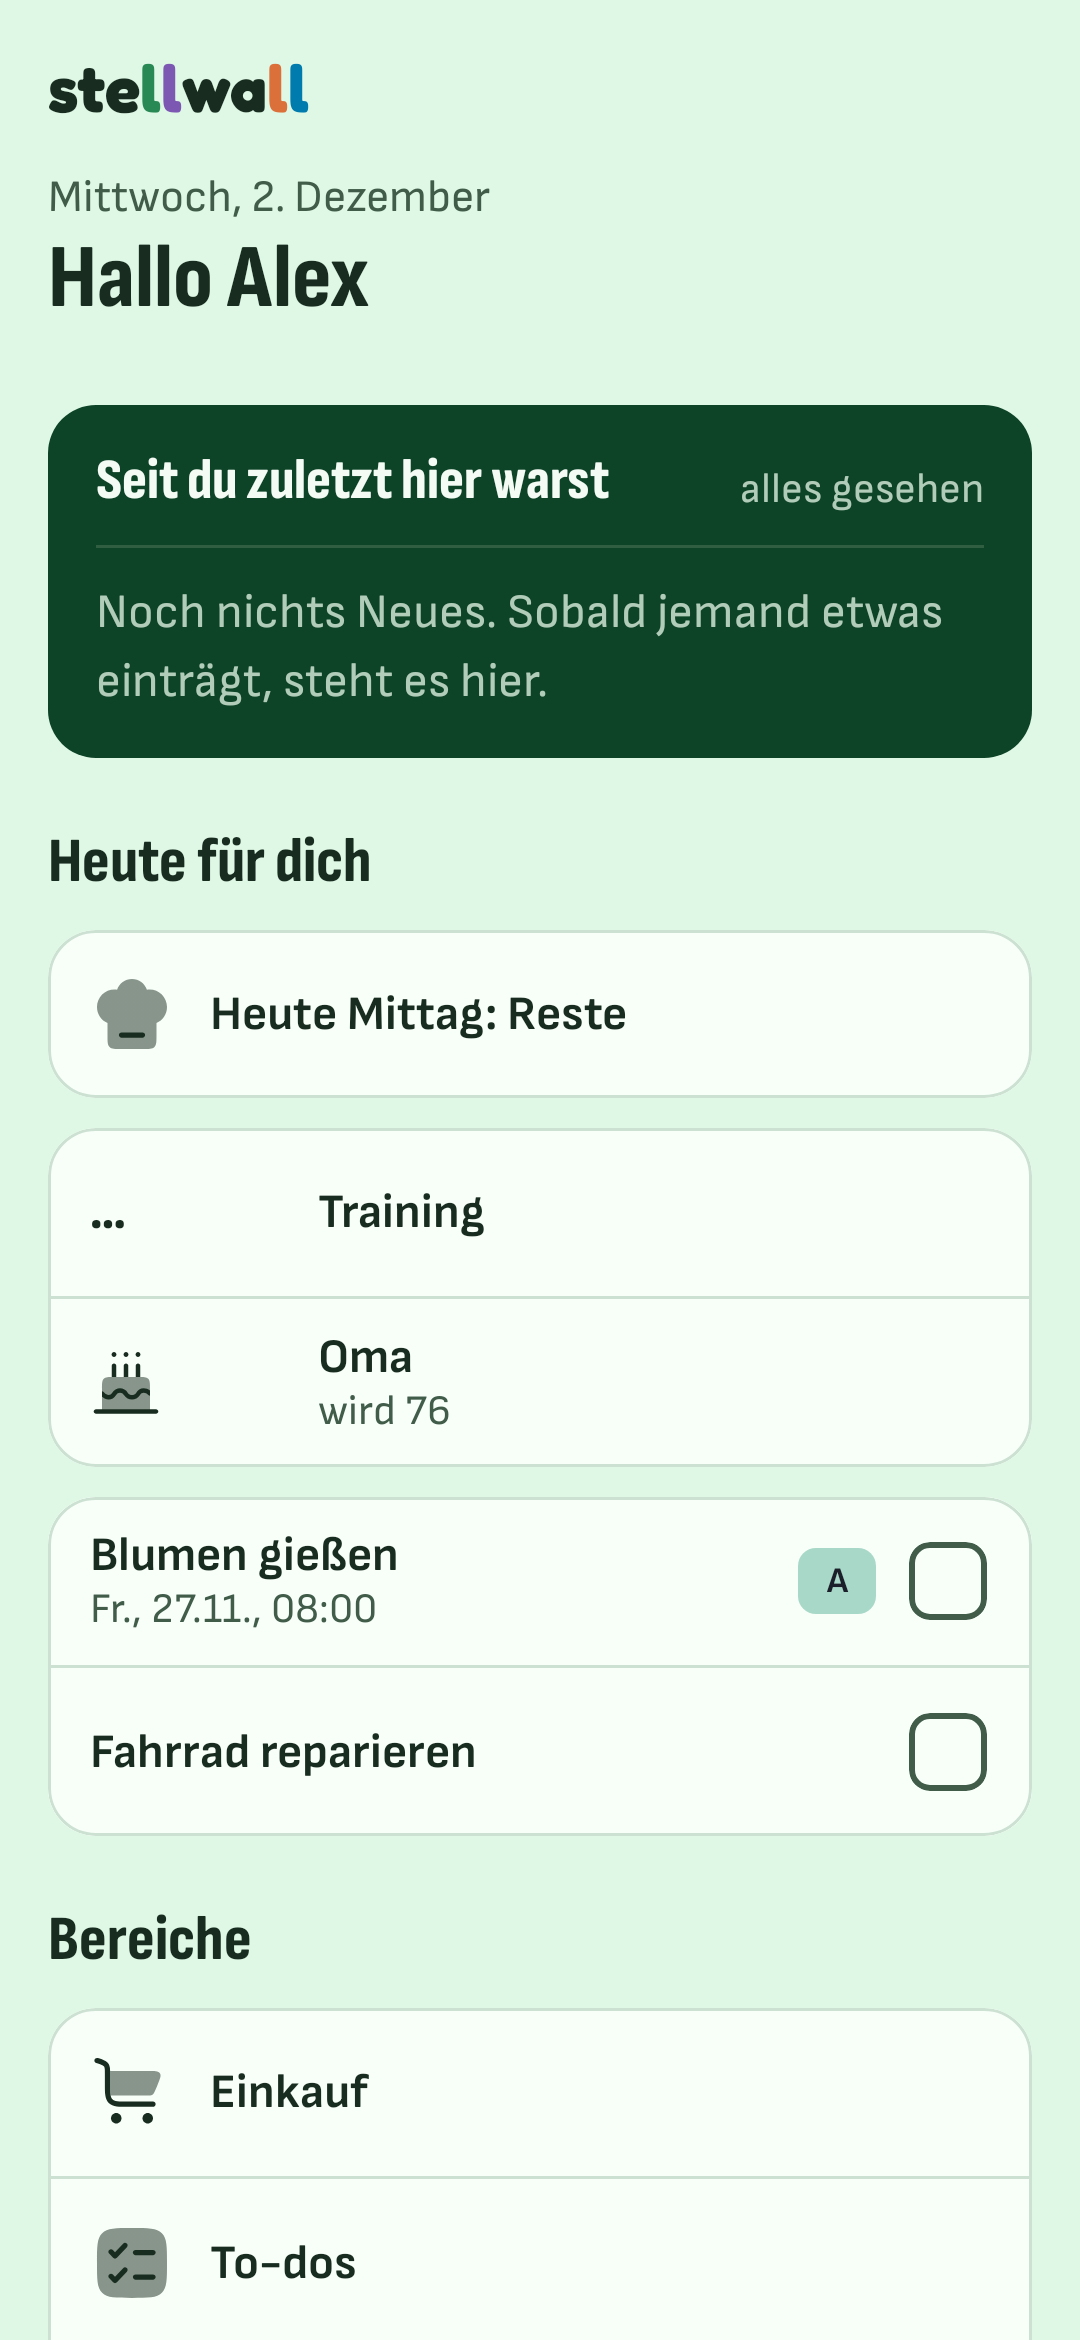 stellwall
Mittwoch, 2. Dezember
Hallo Alex
Seit du zuletzt hier warst
alles gesehen
Noch nichts Neues. Sobald jemand etwas
einträgt, steht es hier.
Heute für dich
Heute Mittag: Reste
... Training
Oma
wird 76
Blumen gießen
Fr., 27.11., 08:00
A
Fahrrad reparieren
Bereiche
Einkauf
To-dos